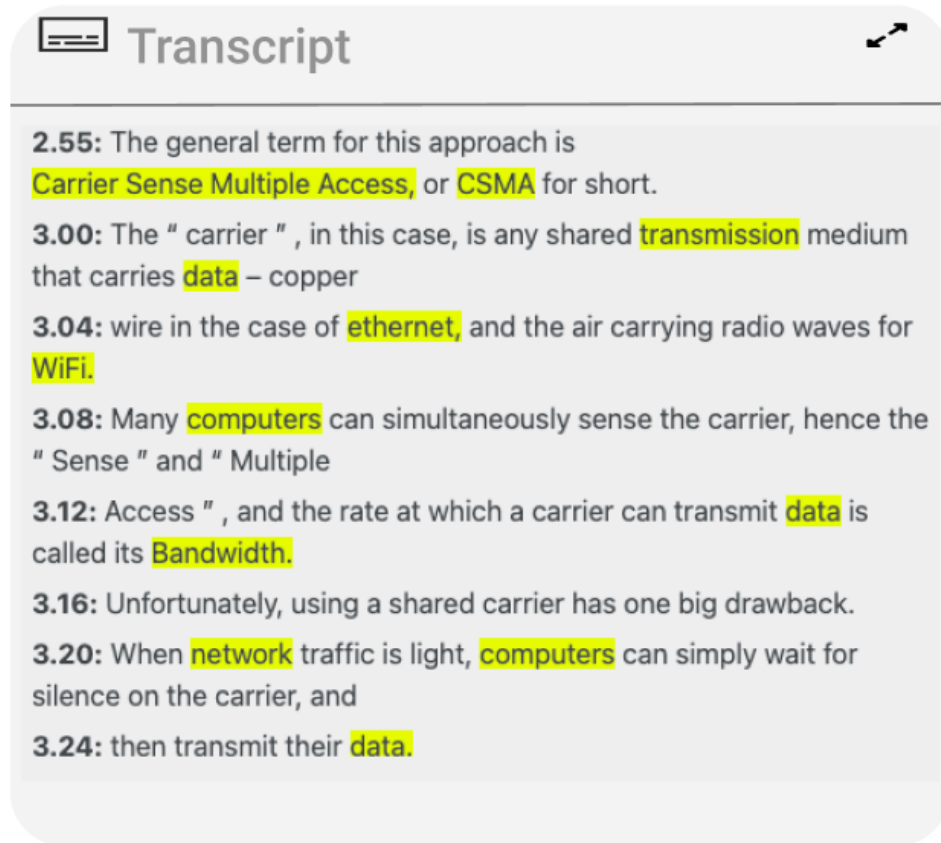 Transcript
2.55: The general term for this approach is
Carrier Sense Multiple Access, or CSMA for short.
3.00: The “ carrier ” , in this case, is any shared transmission medium
that carries data – copper
3.04: wire in the case of ethernet, and the air carrying radio waves for
WiFi.
3.08: Many computers can simultaneously sense the carrier, hence the
“ Sense ” and “ Multiple
3.12: Access ” , and the rate at which a carrier can transmit data is
called its Bandwidth.
3.16: Unfortunately, using a shared carrier has one big drawback.
3.20: When network traffic is light, computers can simply wait for
silence on the carrier, and
3.24: then transmit their data.